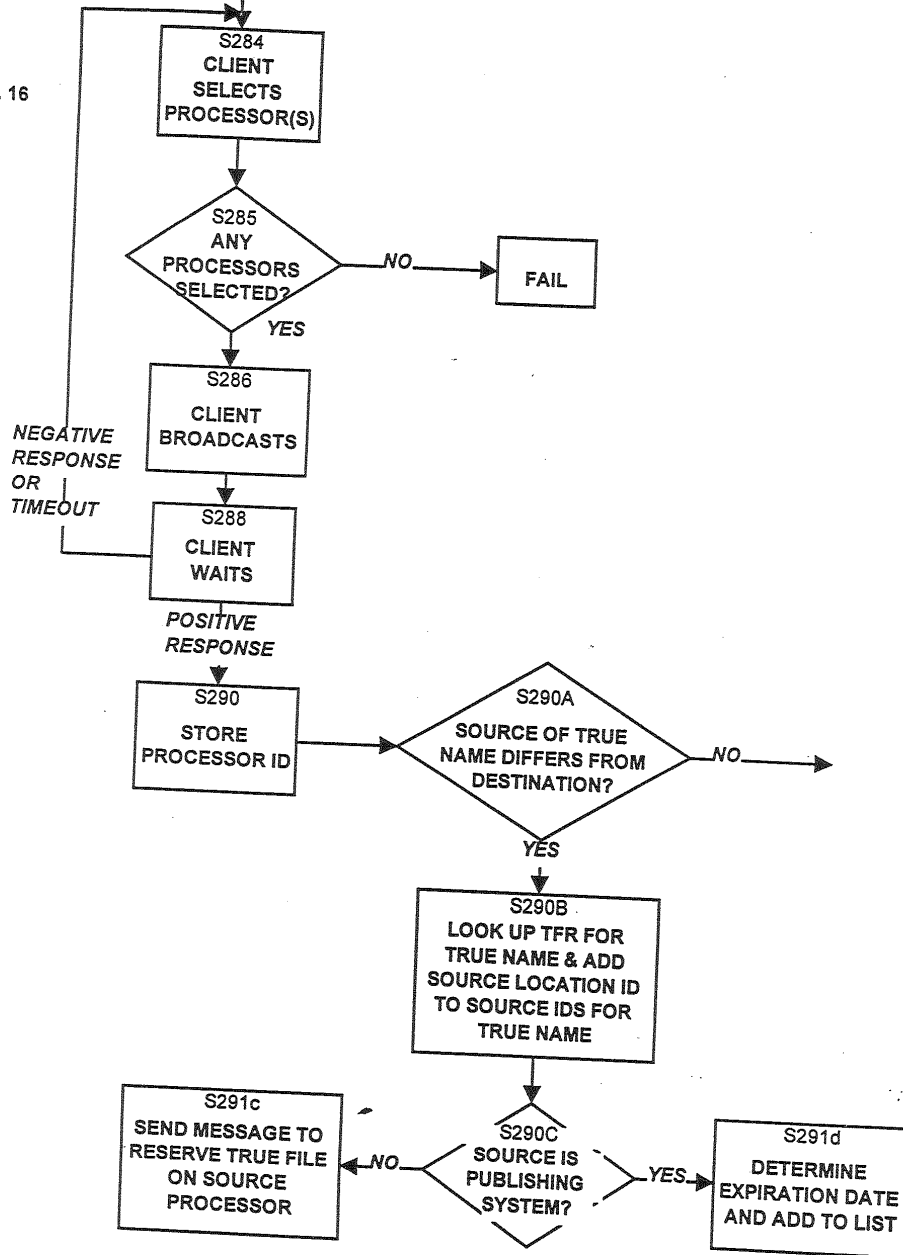 S284
CLIENT
SELECTS
PROCESSOR(S)
. 16
S285
ANY
PROCESSORS
SELECTED?
NO
FAIL
YES
S286
CLIENT
BROADCASTS
NEGATIVE
RESPONSE
OR
TIMEOUT
S288
CLIENT
WAITS
POSITIVE
RESPONSE
S290
STORE
PROCESSOR ID
S290A
SOURCE OF TRUE
NAME DIFFERS FROM
DESTINATION?
NO
YES
S290B
LOOK UP TFR FOR
TRUE NAME & ADD
SOURCE LOCATION ID
TO SOURCE IDS FOR
TRUE NAME
S291c
SEND MESSAGE TO
RESERVE TRUE FILE
ON SOURCE
PROCESSOR
NO
S290C
SOURCE IS
PUBLISHING
SYSTEM?
YES
S291d
DETERMINE
EXPIRATION DATE
AND ADD TO LIST